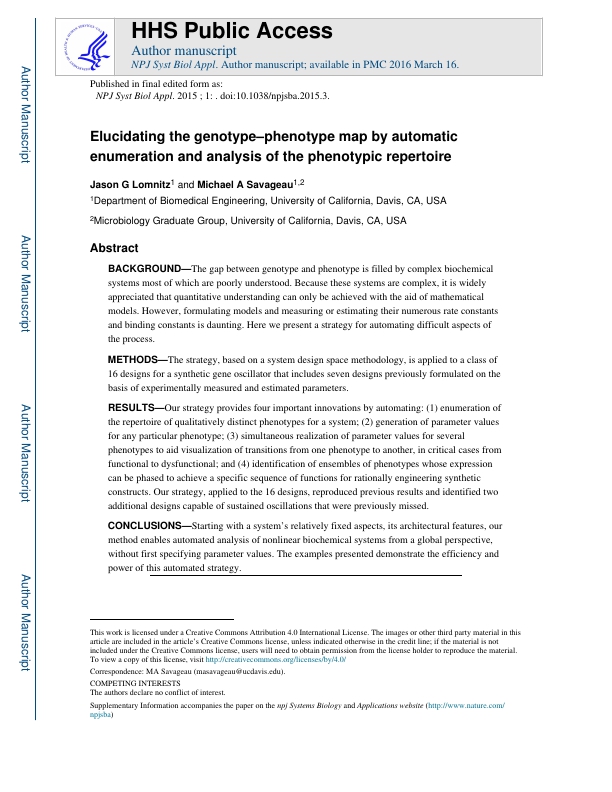 HHS Public Access
Author manuscript
NPJ Syst Biol Appl. Author manuscript; available in PMC 2016 March 16.
Published in final edited form as:
NPJ Syst Biol Appl. 2015 ; 1: . doi:10.1038/npjsba.2015.3.
Elucidating the genotype–phenotype map by automatic
enumeration and analysis of the phenotypic repertoire
Jason G Lomnitz1 and Michael A Savageau1,2
1Department of Biomedical Engineering, University of California, Davis, CA, USA
2Microbiology Graduate Group, University of California, Davis, CA, USA
Abstract
BACKGROUND—The gap between genotype and phenotype is filled by complex biochemical
systems most of which are poorly understood. Because these systems are complex, it is widely
appreciated that quantitative understanding can only be achieved with the aid of mathematical
models. However, formulating models and measuring or estimating their numerous rate constants
and binding constants is daunting. Here we present a strategy for automating difficult aspects of
the process.
METHODS—The strategy, based on a system design space methodology, is applied to a class of
16 designs for a synthetic gene oscillator that includes seven designs previously formulated on the
basis of experimentally measured and estimated parameters.
RESULTS—Our strategy provides four important innovations by automating: (1) enumeration of
the repertoire of qualitatively distinct phenotypes for a system; (2) generation of parameter values
for any particular phenotype; (3) simultaneous realization of parameter values for several
phenotypes to aid visualization of transitions from one phenotype to another, in critical cases from
functional to dysfunctional; and (4) identification of ensembles of phenotypes whose expression
can be phased to achieve a specific sequence of functions for rationally engineering synthetic
constructs. Our strategy, applied to the 16 designs, reproduced previous results and identified two
additional designs capable of sustained oscillations that were previously missed.
CONCLUSIONS—Starting with a system's relatively fixed aspects, its architectural features, our
method enables automated analysis of nonlinear biochemical systems from a global perspective,
without first specifying parameter values. The examples presented demonstrate the efficiency and
power of this automated strategy.
This work is licensed under a Creative Commons Attribution 4.0 International License. The images or other third party material in this
article are included in the article's Creative Commons license, unless indicated otherwise in the credit line; if the material is not
included under the Creative Commons license, users will need to obtain permission from the license holder to reproduce the material.
To view a copy of this license, visit http://creativecommons.org/licenses/by/4.0/
Correspondence: MA Savageau (masavageau@ucdavis.edu).
COMPETING INTERESTS
The authors declare no conflict of interest.
Supplementary Information accompanies the paper on the npj Systems Biology and Applications website (http://www.nature.com/
npjsba)
Author Manuscript
Author Manuscript
Author Manuscript
Author Manuscript